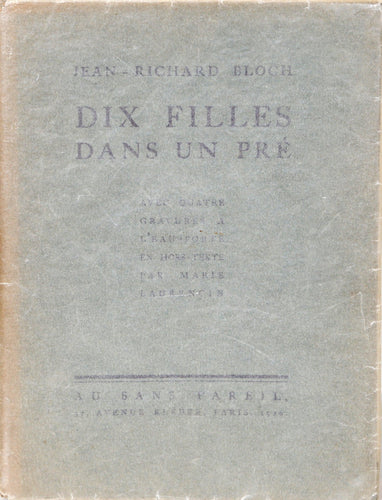 JEAN-RICHARD BLOCH
DIX FILLES
DANS UN PRÉ
AVEC QUATRE
GRAVURES A
L'EAU-FORTE
EN HORS-TEXTE
PAR MARIE
LAURENCIN
AU SANS PAREIL,
37, AVENUE KLÉBER, PARIS. 1926.